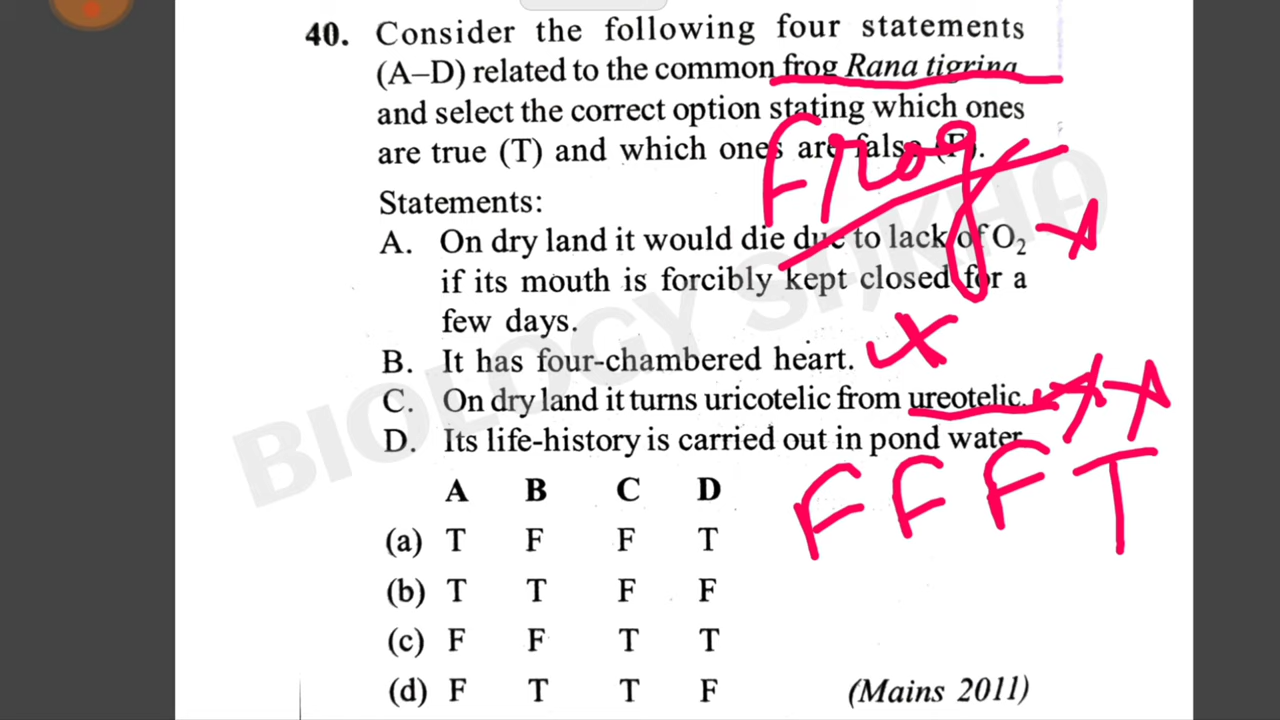 40. Consider the following four statements
(A–D) related to the common frog Rana tigrina
and select the correct option stating which ones
are true (T) and which ones are false (F).
Frog
Statements:
A. On dry land it would die due to lack of O₂
if its mouth is forcibly kept closed for a
few days.
B. It has four-chambered heart.
C. On dry land it turns uricotelic from ureotelic.
D. Its life-history is carried out in pond water
F F F T
A B C D
(a) T F F T
(b) T T F F
(c) F F T T
(d) F T T F
(Mains 2011)
BIOLOGY SIKHA